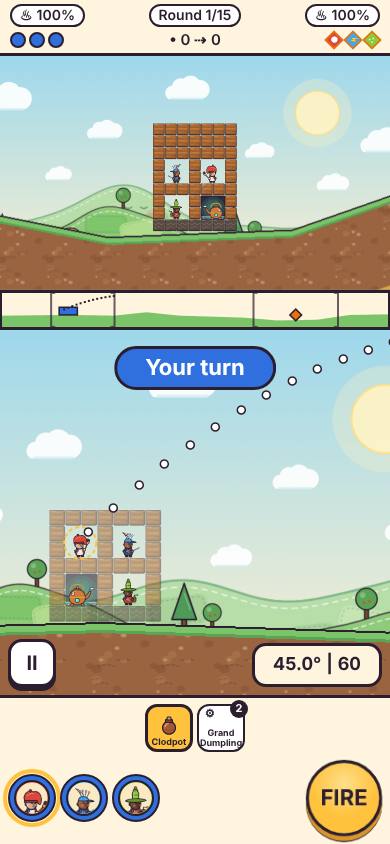 ♨ 100%
Round 1/15
♨ 100%
• 0 ⇢ 0
Your turn
45.0° | 60
Clodpot
2
Grand
Dumpling
FIRE